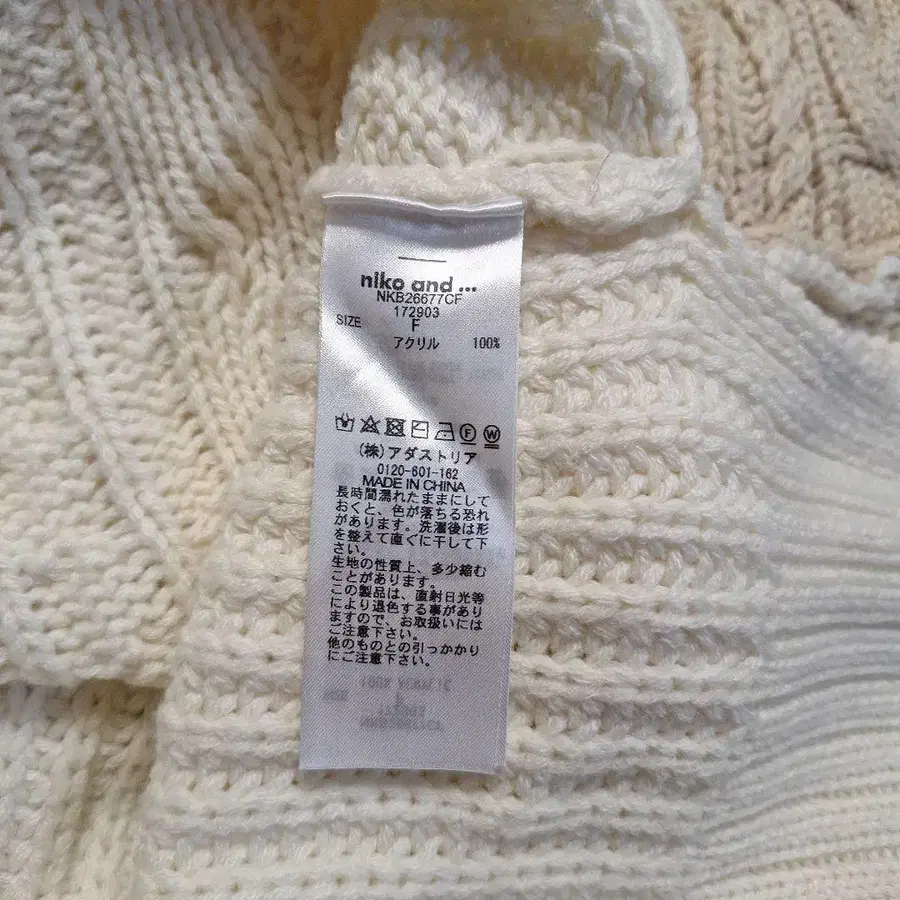 niko and ...
NKB26677CF
172903
SIZE F
アクリル 100%
(株)アダストリア
0120-601-162
MADE IN CHINA
長時間濡れたままにして
おくと、色が落ちる恐れ
があります。洗濯後は形
を整えて直ぐに干して下
さい。
生地の性質上、多少縮む
ことがあります。
この製品は、直射日光等
により退色する事があり
ますので、お取扱いには
ご注意下さい。
他のものとの引っかかり
にご注意下さい。